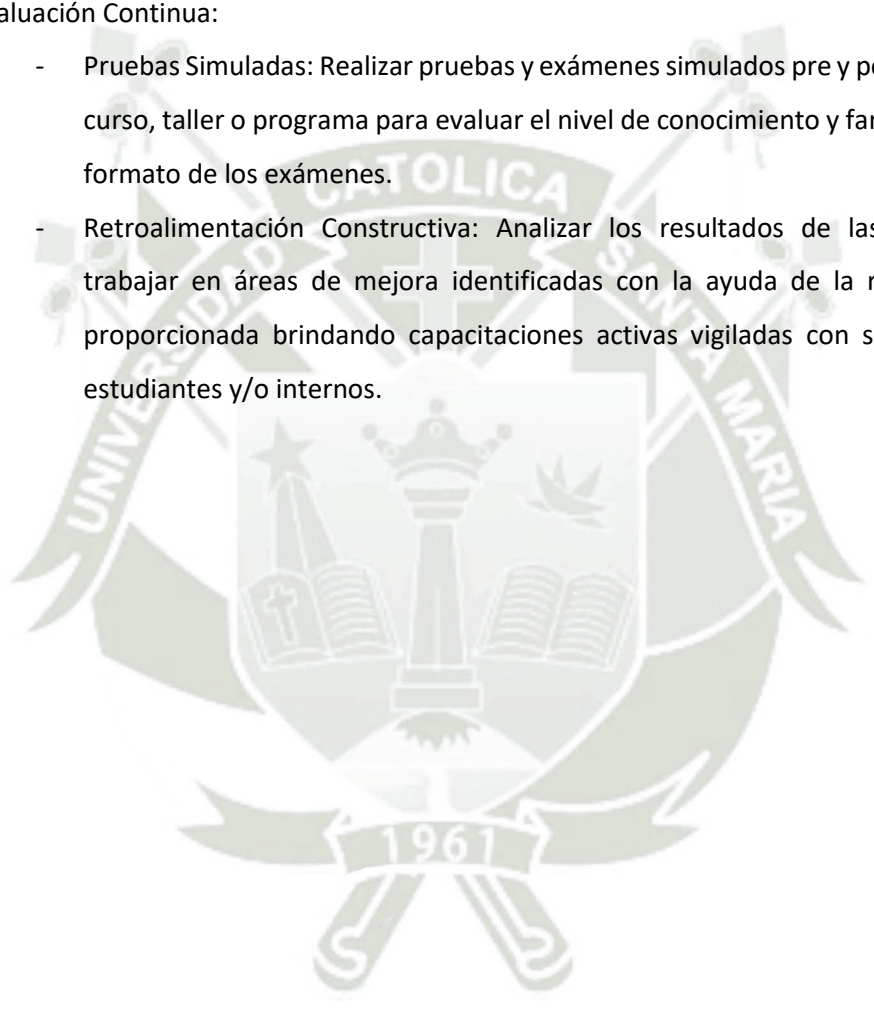 aluación Continua:
- Pruebas Simuladas: Realizar pruebas y exámenes simulados pre y p
curso, taller o programa para evaluar el nivel de conocimiento y fa
formato de los exámenes.
- Retroalimentación Constructiva: Analizar los resultados de las
trabajar en áreas de mejora identificadas con la ayuda de la
proporcionada brindando capacitaciones activas vigiladas con s
estudiantes y/o internos.
UNIVERSIDAD CATOLICA SANTA MARIA
1961